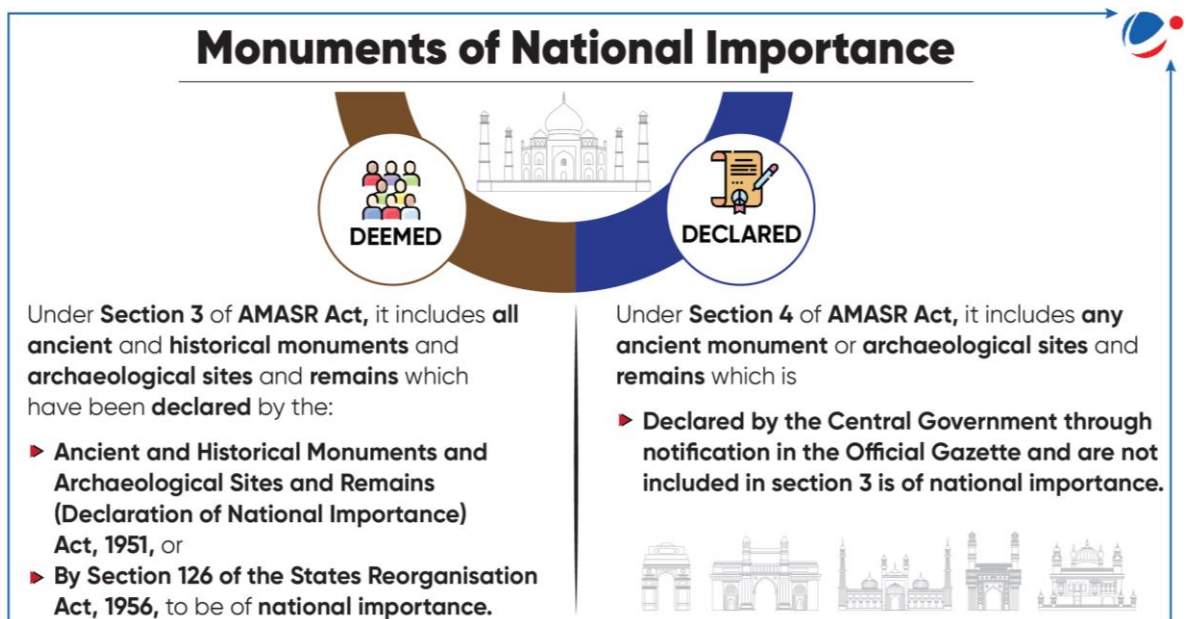 Monuments of National Importance
DEEMED
DECLARED
Under Section 3 of AMASR Act, it includes all
ancient and historical monuments and
archaeological sites and remains which
have been declared by the:
Ancient and Historical Monuments and
Archaeological Sites and Remains
(Declaration of National Importance)
Act, 1951, or
By Section 126 of the States Reorganisation
Act, 1956, to be of national importance.
Under Section 4 of AMASR Act, it includes any
ancient monument or archaeological sites and
remains which is
Declared by the Central Government through
notification in the Official Gazette and are not
included in section 3 is of national importance.